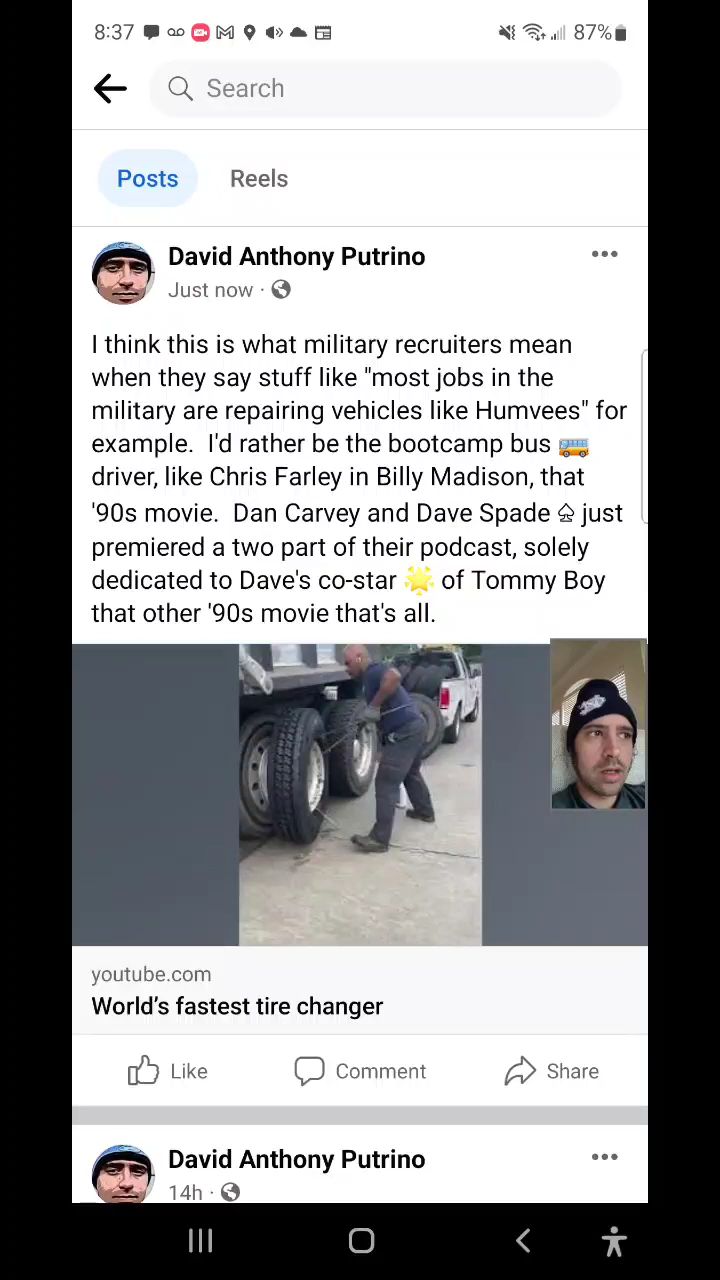 8:37
87%
Search
Posts
Reels
David Anthony Putrino
Just now ·
I think this is what military recruiters mean
when they say stuff like "most jobs in the
military are repairing vehicles like Humvees" for
example.  I'd rather be the bootcamp bus 🚌
driver, like Chris Farley in Billy Madison, that
'90s movie.  Dan Carvey and Dave Spade ♤ just
premiered a two part of their podcast, solely
dedicated to Dave's co-star 🌟 of Tommy Boy
that other '90s movie that's all.
youtube.com
World's fastest tire changer
Like
Comment
Share
David Anthony Putrino
14h ·